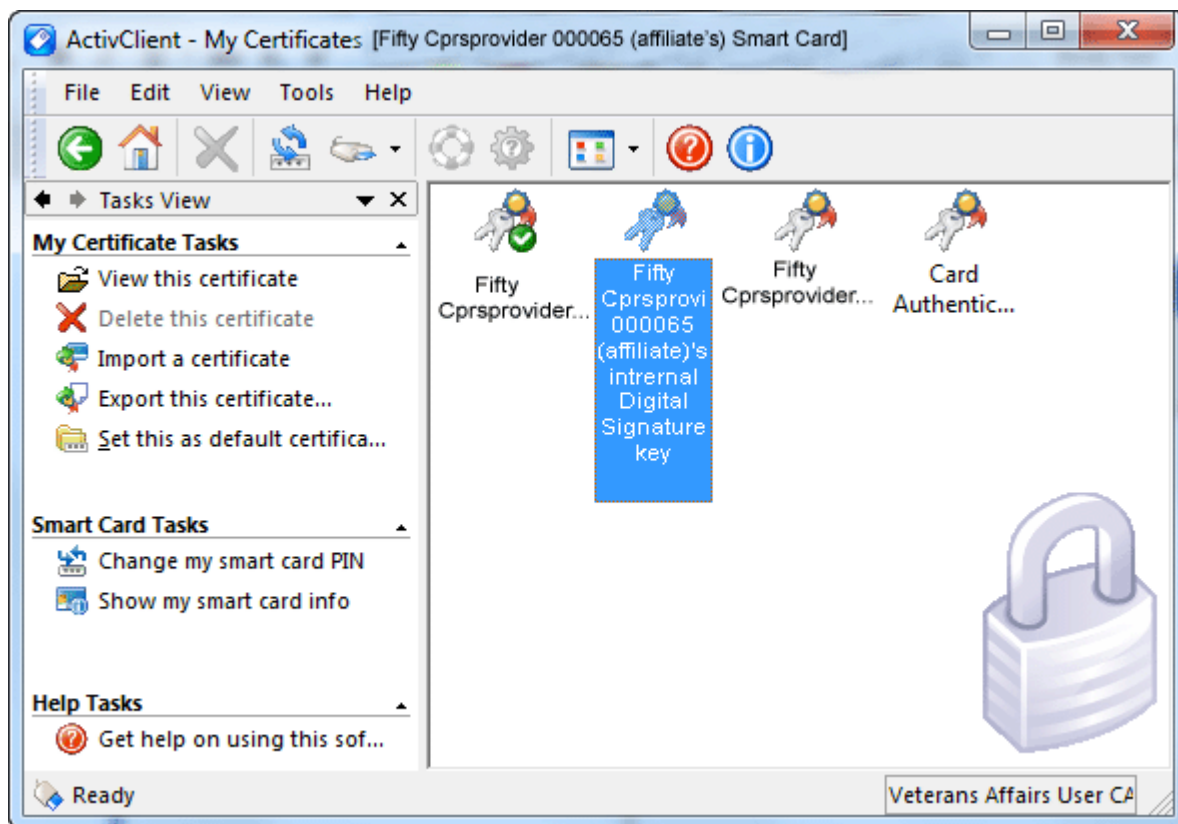 ActivClient - My Certificates [Fifty Cprsprovider 000065 (affiliate's) Smart Card]
File Edit View Tools Help
Tasks View
My Certificate Tasks
View this certificate
Delete this certificate
Import a certificate
Export this certificate...
Set this as default certifica...
Smart Card Tasks
Change my smart card PIN
Show my smart card info
Help Tasks
Get help on using this sof...
Fifty
Cprsprovider...
Fifty
Cprsprovi
000065
(affiliate)'s
intrernal
Digital
Signature
key
Fifty
Cprsprovider...
Card
Authentic...
Ready
Veterans Affairs User CA